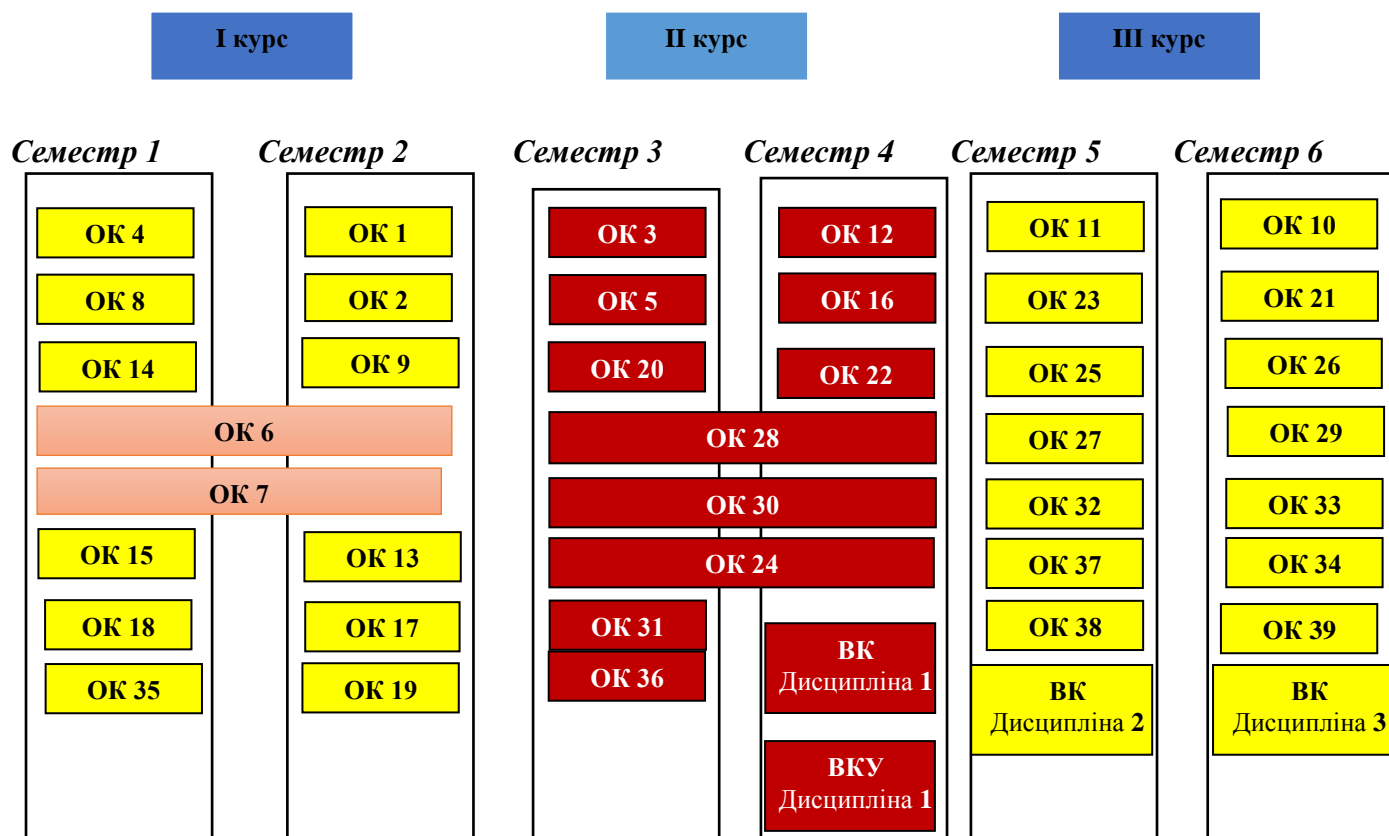 І курс
ІІ курс
ІІІ курс
Семестр 1
Семестр 2
Семестр 3
Семестр 4
Семестр 5
Семестр 6
ОК 4
ОК 8
ОК 14
ОК 6
ОК 7
ОК 15
ОК 18
ОК 35
ОК 1
ОК 2
ОК 9
ОК 13
ОК 17
ОК 19
ОК 3
ОК 5
ОК 20
ОК 28
ОК 30
ОК 24
ОК 31
ОК 36
ОК 12
ОК 16
ОК 22
ВК
Дисципліна 1
ВКУ
Дисципліна 1
ОК 11
ОК 23
ОК 25
ОК 27
ОК 32
ОК 37
ОК 38
ВК
Дисципліна 2
ОК 10
ОК 21
ОК 26
ОК 29
ОК 33
ОК 34
ОК 39
ВК
Дисципліна 3